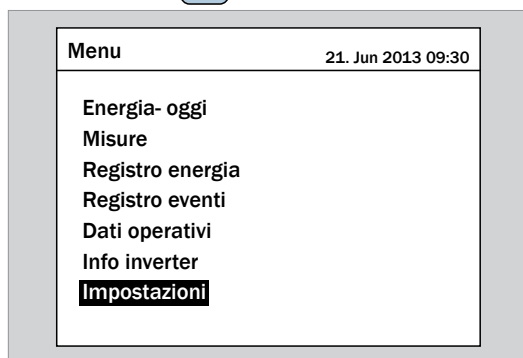 Menu
21. Jun 2013 09:30
Energia- oggi
Misure
Registro energia
Registro eventi
Dati operativi
Info inverter
Impostazioni